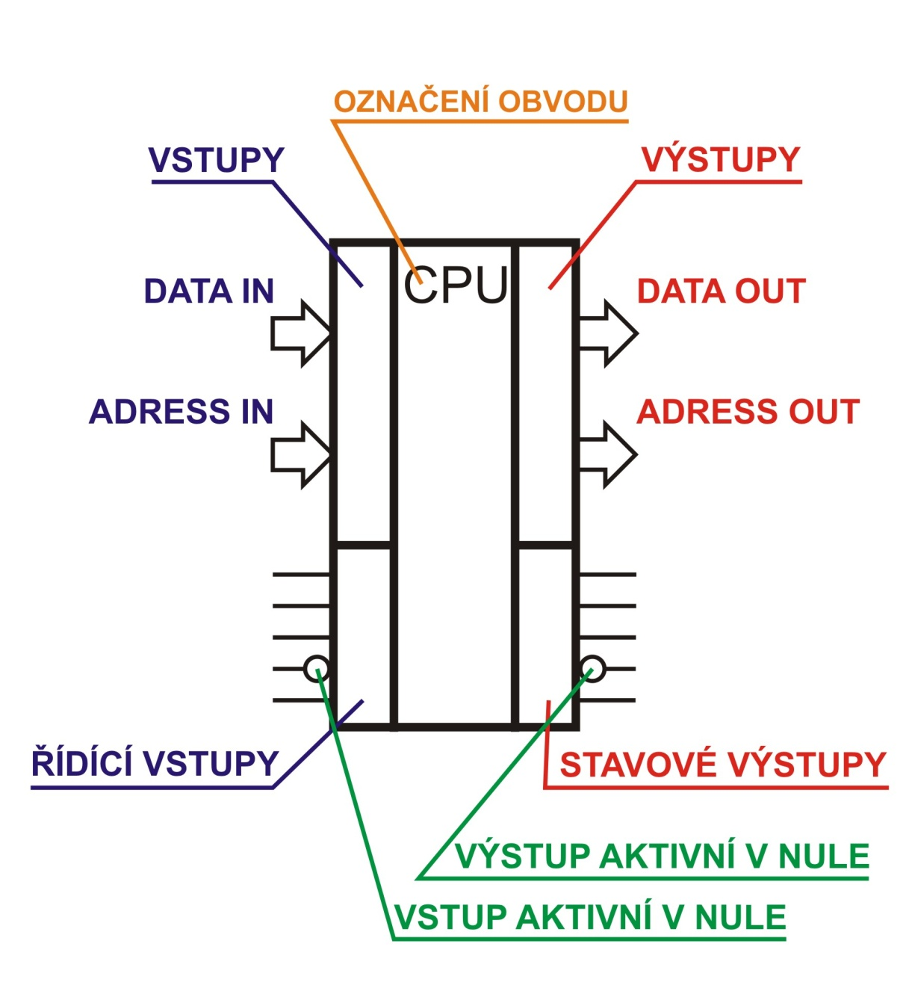 OZNAČENÍ OBVODU
VSTUPY
VÝSTUPY
CPU
DATA IN
DATA OUT
ADRESS IN
ADRESS OUT
ŘÍDÍCÍ VSTUPY
STAVOVÉ VÝSTUPY
VÝSTUP AKTIVNÍ V NULE
VSTUP AKTIVNÍ V NULE